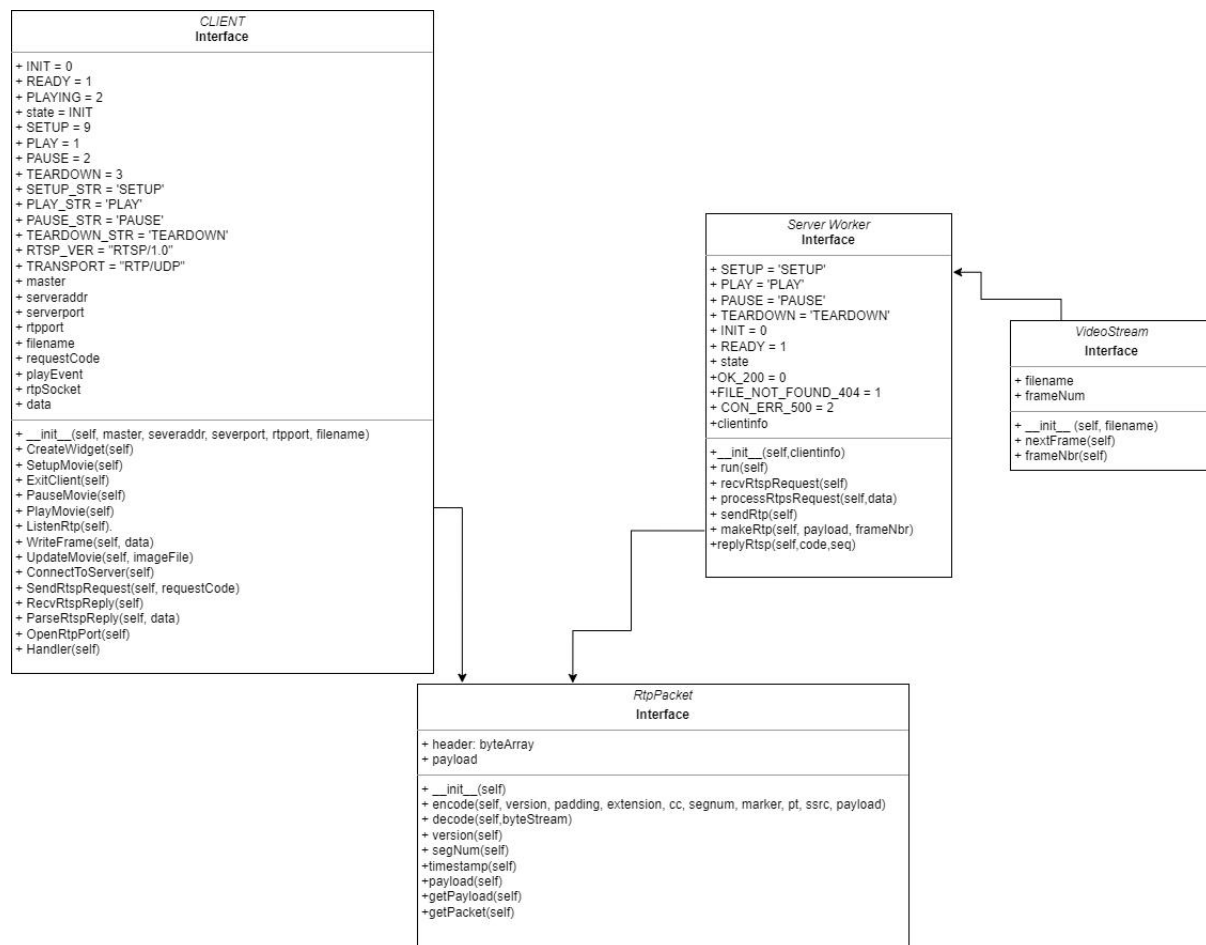 CLIENT
Interface
+ INIT = 0
+ READY = 1
+ PLAYING = 2
+ state = INIT
+ SETUP = 9
+ PLAY = 1
+ PAUSE = 2
+ TEARDOWN = 3
+ SETUP_STR = 'SETUP'
+ PLAY_STR = 'PLAY'
+ PAUSE_STR = 'PAUSE'
+ TEARDOWN_STR = 'TEARDOWN'
+ RTSP_VER = "RTSP/1.0"
+ TRANSPORT = "RTP/UDP"
+ master
+ serveraddr
+ serverport
+ rtpport
+ filename
+ requestCode
+ playEvent
+ rtpSocket
+ data
+ __init__(self, master, severaddr, severport, rtpport, filename)
+ CreateWidget(self)
+ SetupMovie(self)
+ ExitClient(self)
+ PauseMovie(self)
+ PlayMovie(self)
+ ListenRtp(self).
+ WriteFrame(self, data)
+ UpdateMovie(self, imageFile)
+ ConnectToServer(self)
+ SendRtspRequest(self, requestCode)
+ RecvRtspReply(self)
+ ParseRtspReply(self, data)
+ OpenRtpPort(self)
+ Handler(self)
Server Worker
Interface
+ SETUP = 'SETUP'
+ PLAY = 'PLAY'
+ PAUSE = 'PAUSE'
+ TEARDOWN = 'TEARDOWN'
+ INIT = 0
+ READY = 1
+ state
+OK_200 = 0
+FILE_NOT_FOUND_404 = 1
+ CON_ERR_500 = 2
+clientinfo
+__init__(self,clientinfo)
+ run(self)
+ recvRtspRequest(self)
+ processRtpsRequest(self,data)
+ sendRtp(self)
+ makeRtp(self, payload, frameNbr)
+replyRtsp(self,code,seq)
VideoStream
Interface
+ filename
+ frameNum
+ __init__ (self, filename)
+ nextFrame(self)
+ frameNbr(self)
RtpPacket
Interface
+ header: byteArray
+ payload
+ __init__(self)
+ encode(self, version, padding, extension, cc, segnum, marker, pt, ssrc, payload)
+ decode(self,byteStream)
+ version(self)
+ segNum(self)
+timestamp(self)
+payload(self)
+getPayload(self)
+getPacket(self)